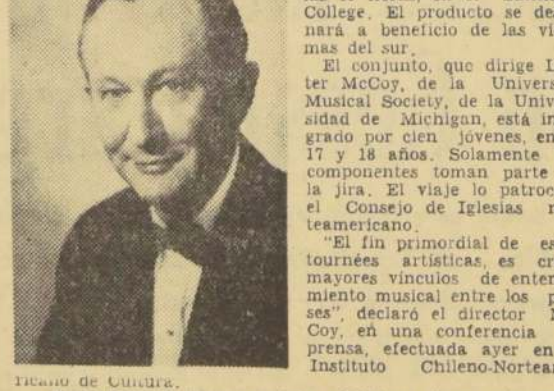 College. El producto se de
nará a beneficio de las ví
mas del sur.
El conjunto, que dirige L
ter McCoy, de la Univers
Musical Society, de la Univ
sidad de Michigan, está in
grado por cien jóvenes, en
17 y 18 años. Solamente
componentes toman parte
la jira. El viaje lo patroc
el Consejo de Iglesias n
teamericano.
"El fin primordial de es
tournées artísticas, es cr
mayores vínculos de enten
miento musical entre los p
ses", declaró el director M
Coy, en una conferencia
prensa, efectuada ayer en
Instituto Chileno-Nortea
ricano de Cultura.